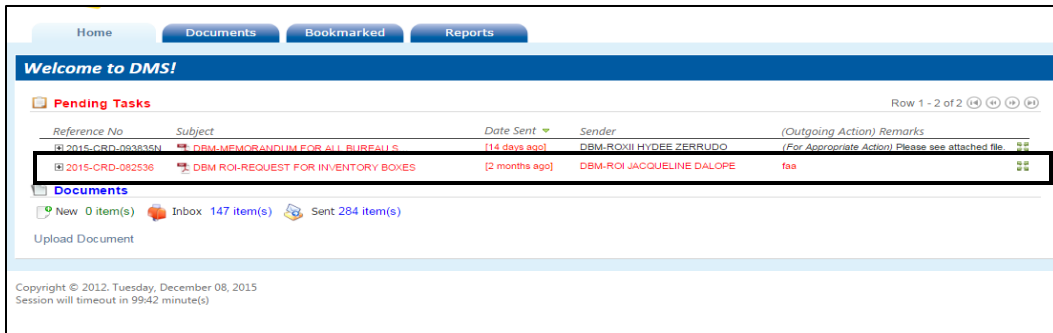 Home Documents Bookmarked Reports
Welcome to DMS!
Pending Tasks Row 1 - 2 of 2
Reference No Subject Date Sent Sender (Outgoing Action) Remarks
2015-CRD-093835N DBM-MEMORANDUM FOR ALL BUREAUS [14 days ago] DBM-ROXII HYDEE ZERRUDO (For Appropriate Action) Please see attached file.
2015-CRD-082536 DBM ROI-REQUEST FOR INVENTORY BOXES [2 months ago] DBM-ROI JACQUELINE DALOPE faa
Documents
New 0 item(s) Inbox 147 item(s) Sent 284 item(s)
Upload Document
Copyright © 2012. Tuesday, December 08, 2015
Session will timeout in 99:42 minute(s)